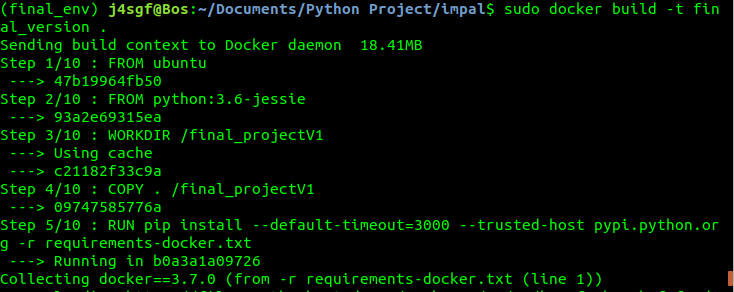 (final_env) j4sgf@Bos:~/Documents/Python Project/impal$ sudo docker build -t fin
al_version .
Sending build context to Docker daemon  18.41MB
Step 1/10 : FROM ubuntu
 ---> 47b19964fb50
Step 2/10 : FROM python:3.6-jessie
 ---> 93a2e69315ea
Step 3/10 : WORKDIR /final_projectV1
 ---> Using cache
 ---> c21182f33c9a
Step 4/10 : COPY . /final_projectV1
 ---> 09747585776a
Step 5/10 : RUN pip install --default-timeout=3000 --trusted-host pypi.python.or
g -r requirements-docker.txt
 ---> Running in b0a3a1a09726
Collecting docker==3.7.0 (from -r requirements-docker.txt (line 1))